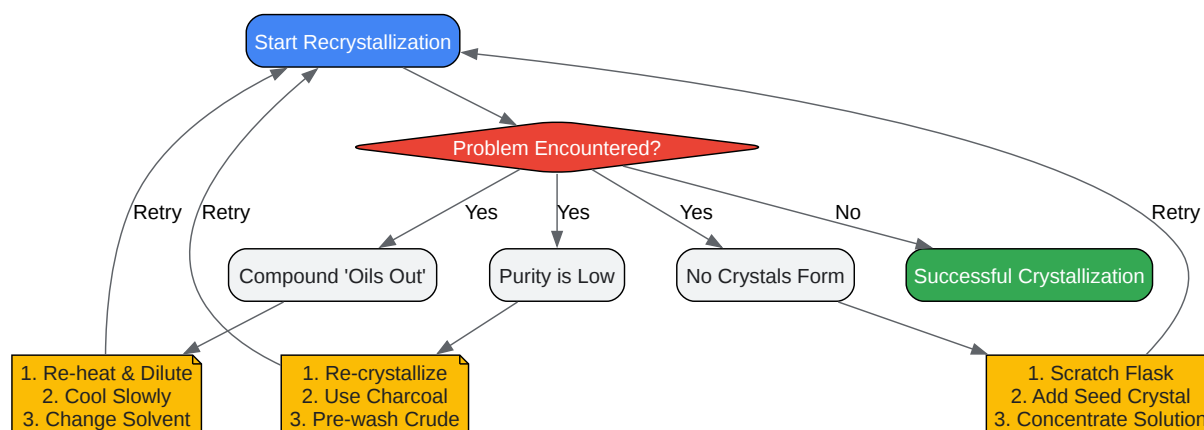 Start Recrystallization
Problem Encountered?
Retry
Retry
Yes
Yes
Yes
No
Retry
Compound 'Oils Out'
Purity is Low
No Crystals Form
Successful Crystallization
1. Re-heat & Dilute
2. Cool Slowly
3. Change Solvent
1. Re-crystallize
2. Use Charcoal
3. Pre-wash Crude
1. Scratch Flask
2. Add Seed Crystal
3. Concentrate Solution